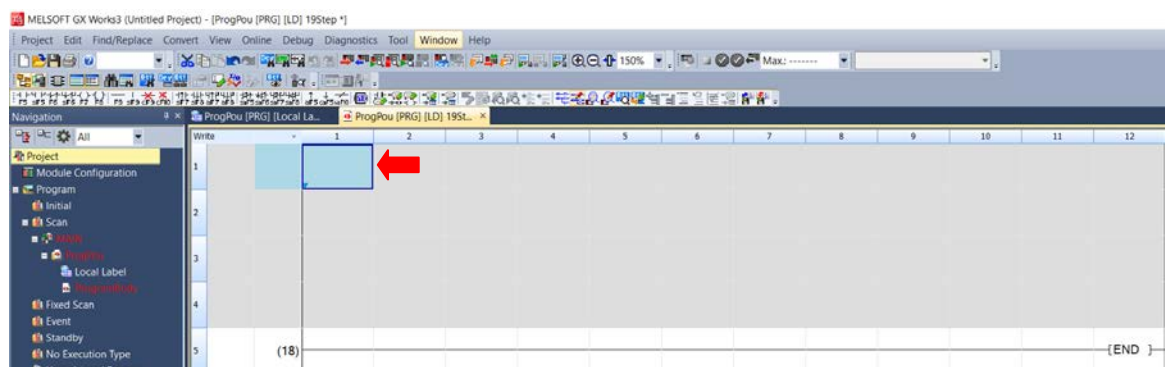 MELSOFT GX Works3 (Untitled Project) - [ProgPou [PRG] [LD] 19Step *]
Project Edit Find/Replace Convert View Online Debug Diagnostics Tool Window Help
150% Max.: -------
Navigation ProgPou [PRG] [Local La... ProgPou [PRG] [LD] 19St...
All Write 1 2 3 4 5 6 7 8 9 10 11 12
Project
Module Configuration
1
Program
Initial
2
Scan
MAIN
ProgPou
3
Local Label
ProgramBody
Fixed Scan
4
Event
Standby
No Execution Type
5 (18) [END ]